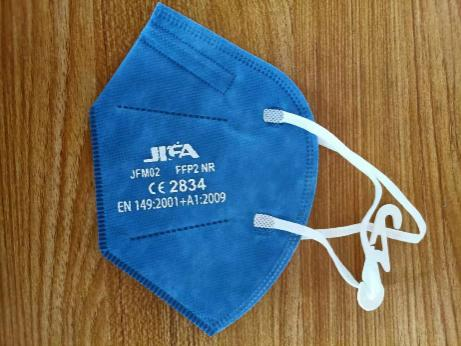 JIFA
JFM02 FFP2 NR
CE 2834
EN 149:2001+A1:2009